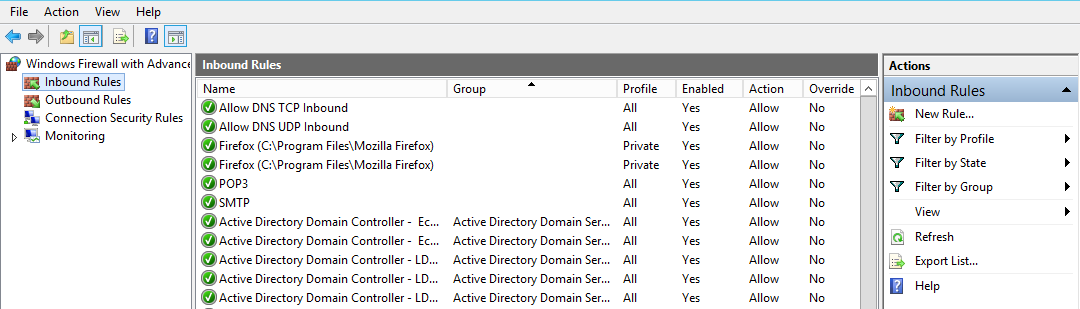 File Action View Help
Windows Firewall with Advance
Inbound Rules
Outbound Rules
Connection Security Rules
Monitoring
Inbound Rules
Name Group Profile Enabled Action Override
Allow DNS TCP Inbound All Yes Allow No
Allow DNS UDP Inbound All Yes Allow No
Firefox (C:\Program Files\Mozilla Firefox) Private Yes Allow No
Firefox (C:\Program Files\Mozilla Firefox) Private Yes Allow No
POP3 All Yes Allow No
SMTP All Yes Allow No
Active Directory Domain Controller - Ec... Active Directory Domain Ser... All Yes Allow No
Active Directory Domain Controller - Ec... Active Directory Domain Ser... All Yes Allow No
Active Directory Domain Controller - LD... Active Directory Domain Ser... All Yes Allow No
Active Directory Domain Controller - LD... Active Directory Domain Ser... All Yes Allow No
Active Directory Domain Controller - LD... Active Directory Domain Ser... All Yes Allow No
Actions
Inbound Rules
New Rule...
Filter by Profile
Filter by State
Filter by Group
View
Refresh
Export List...
Help